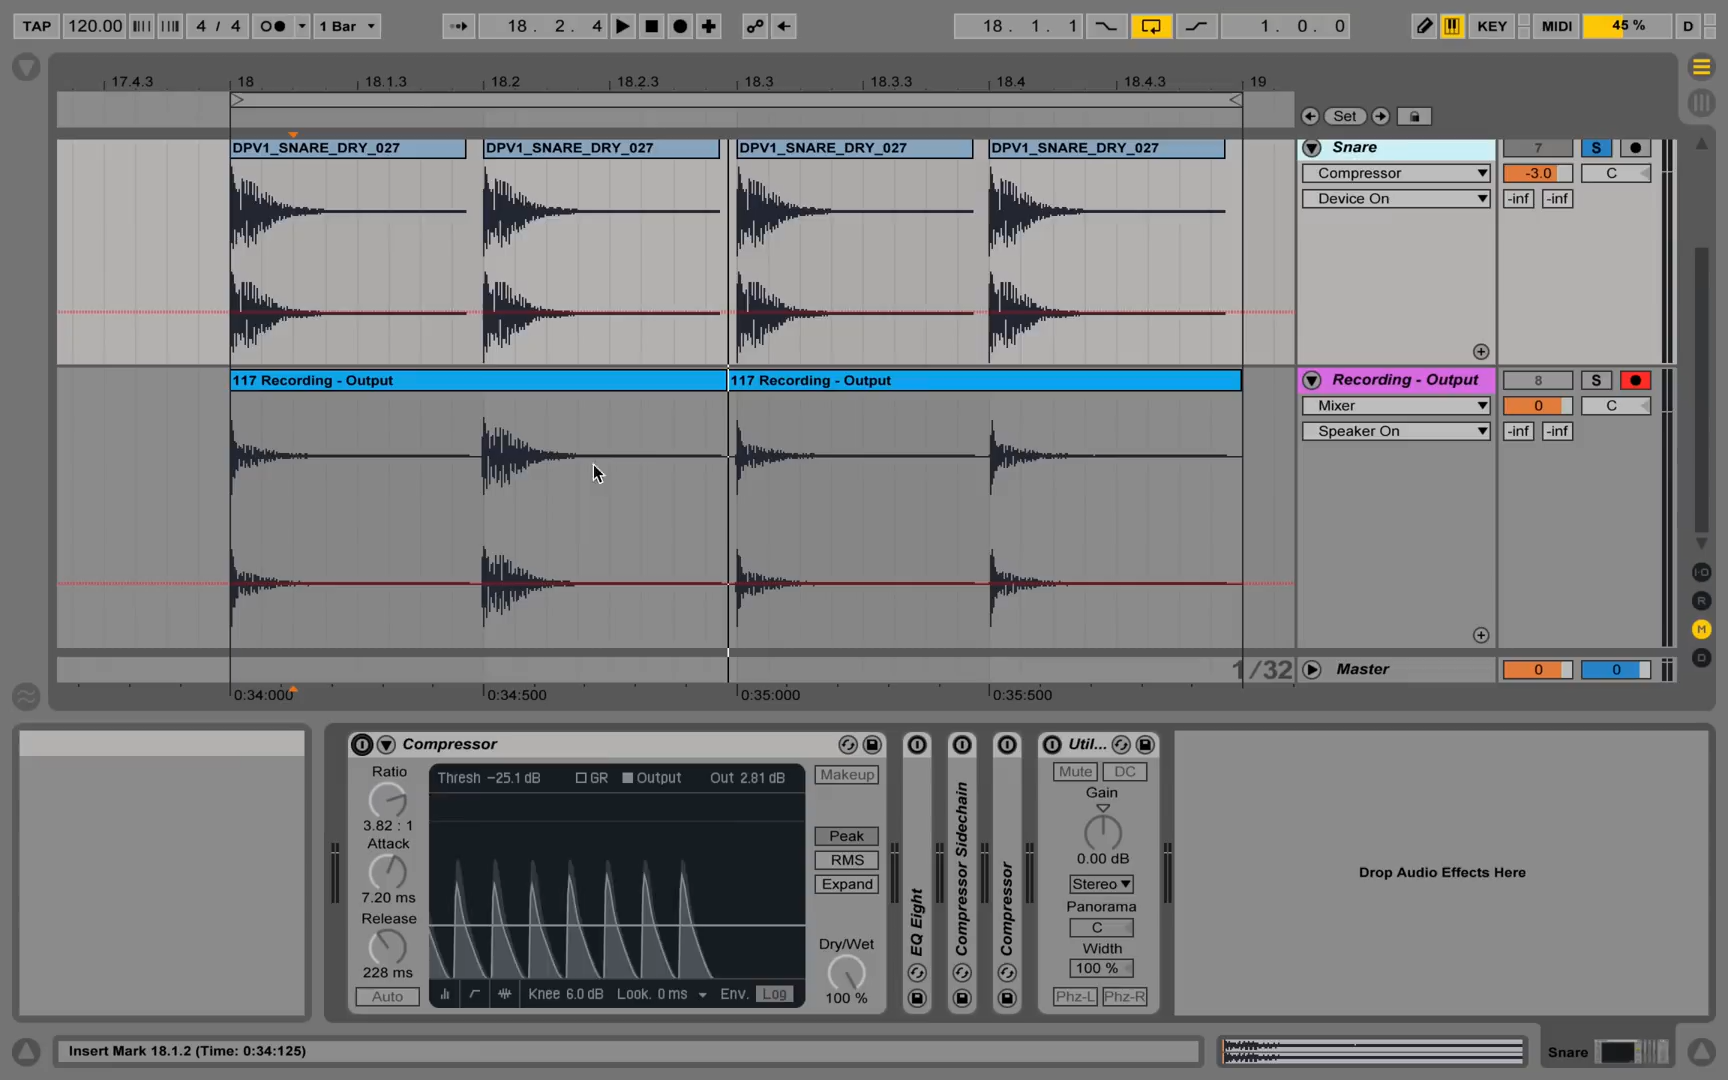 TAP 120.00 4 / 4 1 Bar 18. 2. 4 18. 1. 1 1. 0. 0 KEY MIDI 45 % D
17.4.3 18 18.1.3 18.2 18.2.3 18.3 18.3.3 18.4 18.4.3 19
Set
DPV1_SNARE_DRY_027 DPV1_SNARE_DRY_027 DPV1_SNARE_DRY_027 DPV1_SNARE_DRY_027 Snare 7 S
Compressor -3.0 C
Device On -inf -inf
117 Recording - Output 117 Recording - Output Recording - Output 8 S
Mixer 0 C
Speaker On -inf -inf
I-O
R
M
D
1/32 Master 0 0
0:34:000 0:34:500 0:35:000 0:35:500
Compressor Util...
Ratio Thresh -25.1 dB GR Output Out 2.81 dB Makeup Mute DC
Gain
3.82 : 1
Attack Peak
RMS 0.00 dB
7.20 ms Expand Stereo
Release Panorama
C
Dry/Wet Width
228 ms 100 %
Auto Knee 6.0 dB Look. 0 ms Env. Log 100 % Phz-L Phz-R
EQ Eight
Compressor Sidechain
Compressor
Drop Audio Effects Here
Insert Mark 18.1.2 (Time: 0:34:125) Snare